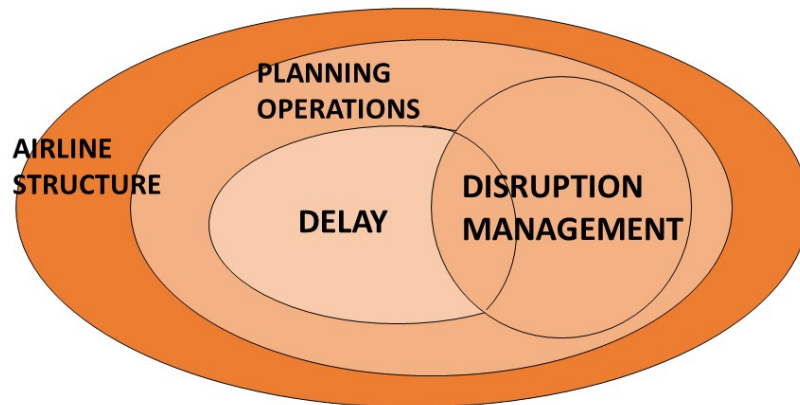 PLANNING
OPERATIONS
AIRLINE
STRUCTURE
DELAY
DISRUPTION
MANAGEMENT